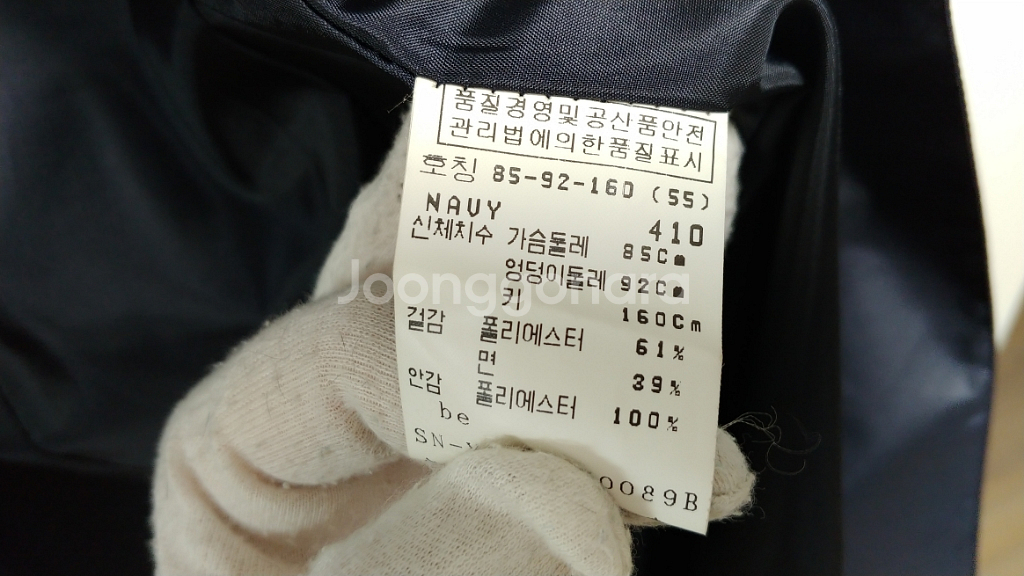 품질경영및공산품안전
관리법에의한품질표시
호칭 85-92-160 (55)
NAVY 410
신체치수 가슴둘레 85Cm
엉덩이둘레 92Cm
키 160Cm
겉감 폴리에스터 61%
면 39%
안감 폴리에스터 100%
be
SN-
0089B
Joonggonara